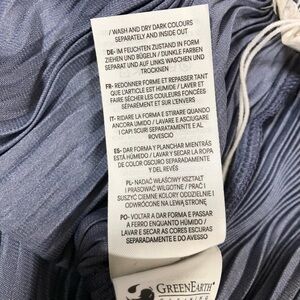 / WASH AND DRY DARK COLOURS
SEPARATELY AND INSIDE OUT
DE- IM FEUCHTEN ZUSTAND IN FORM
ZIEHEN UND BÜGELN / DUNKLE FARBEN
SEPARAT UND AUF LINKS WASCHEN UND
TROCKNEN
FR- REDONNER FORME ET REPASSER TANT
QUE L'ARTICLE EST HUMIDE / LAVER ET
FAIRE SÉCHER LES COULEURS FONCÉES
SÉPARÉMENT ET SUR L'ENVERS
IT- RIDARE LA FORMA E STIRARE QUANDO
ANCORA UMIDO / LAVARE E ASCIUGARE
I CAPI SCURI SEPARATAMENTE E AL
ROVESCIO
ES- DAR FORMA Y PLANCHAR MIENTRAS
ESTÁ HÚMEDO / LAVAR Y SECAR LA ROPA
DE COLOR OSCURO SEPARADAMENTE Y
DEL REVÉS
PL- NADAĆ WŁAŚCIWY KSZTAŁT
I PRASOWAĆ WILGOTNE / PRAĆ I
SUSZYĆ CIEMNE KOLORY ODDZIELNIE I
NA LEWĄ STRONĘ
PO- VOLTAR A DAR FORMA E PASSAR
A FERRO ENQUANTO HÚMIDO /
LAVAR E SECAR AS CORES ESCURAS
SEPARADAMENTE E DO AVESSO
GREENEARTH
CLEANING